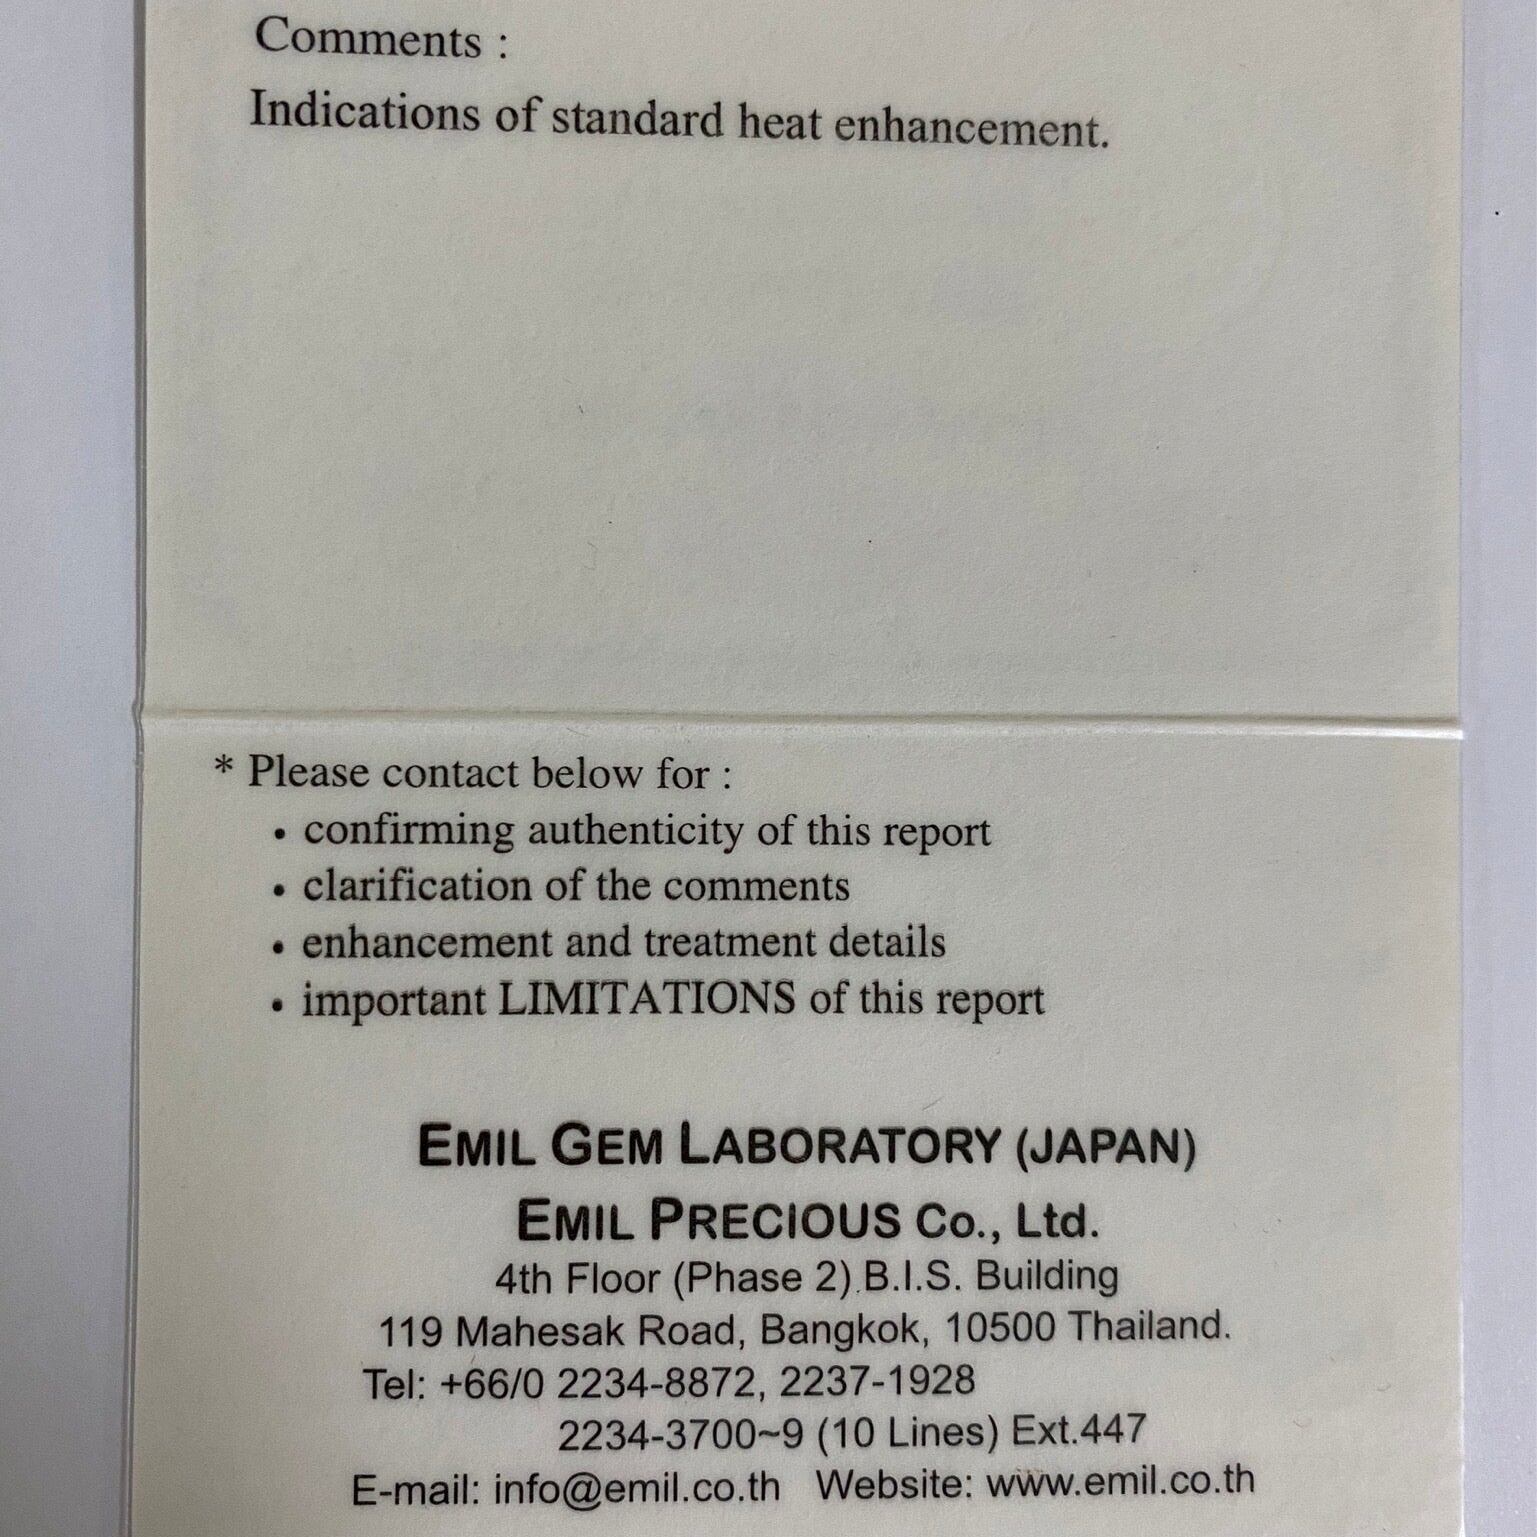 Comments :
Indications of standard heat enhancement.
* Please contact below for :
• confirming authenticity of this report
• clarification of the comments
• enhancement and treatment details
• important LIMITATIONS of this report
EMIL GEM LABORATORY (JAPAN)
EMIL PRECIOUS Co., Ltd.
4th Floor (Phase 2) B.I.S. Building
119 Mahesak Road, Bangkok, 10500 Thailand.
Tel: +66/0 2234-8872, 2237-1928
2234-3700~9 (10 Lines) Ext.447
E-mail: info@emil.co.th Website: www.emil.co.th